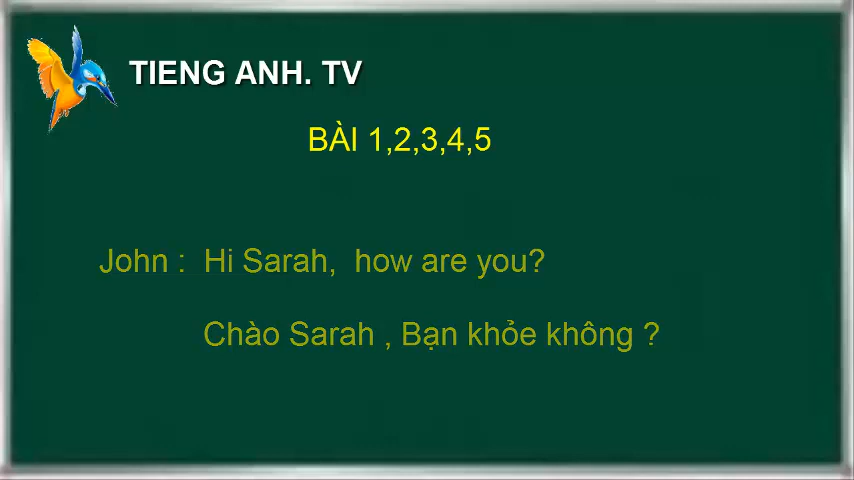 TIENG ANH. TV
BÀI 1,2,3,4,5
John : Hi Sarah, how are you?
Chào Sarah , Bạn khỏe không ?